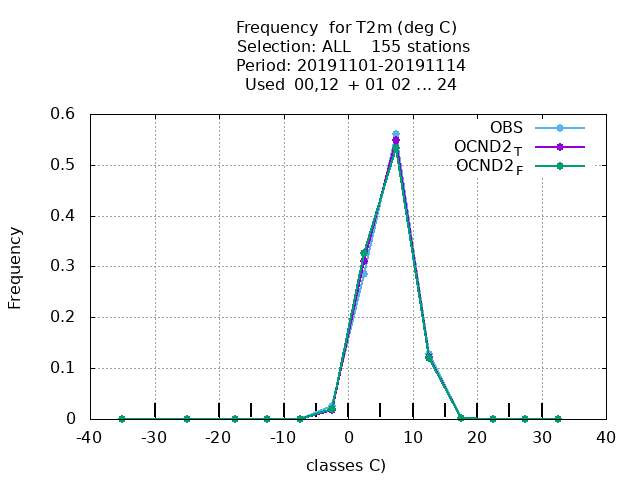 Frequency  for T2m (deg C)
Selection: ALL    155 stations
Period: 20191101-20191114
Used  00,12  + 01 02 ... 24
0.6
0.5
0.4
0.3
0.2
0.1
0
Frequency
OBS
OCND2T
OCND2F
-40 -30 -20 -10 0 10 20 30 40
classes C)